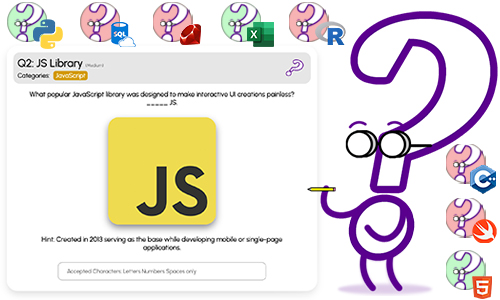 SQL
X
R
Q2: JS Library (Medium)
Categories: JavaScript
What popular JavaScript library was designed to make interactive UI creations painless?
_____ JS.
JS
Hint: Created in 2013 serving as the base while developing mobile or single-page
applications.
Accepted Characters: Letters Numbers Spaces only
C++
5